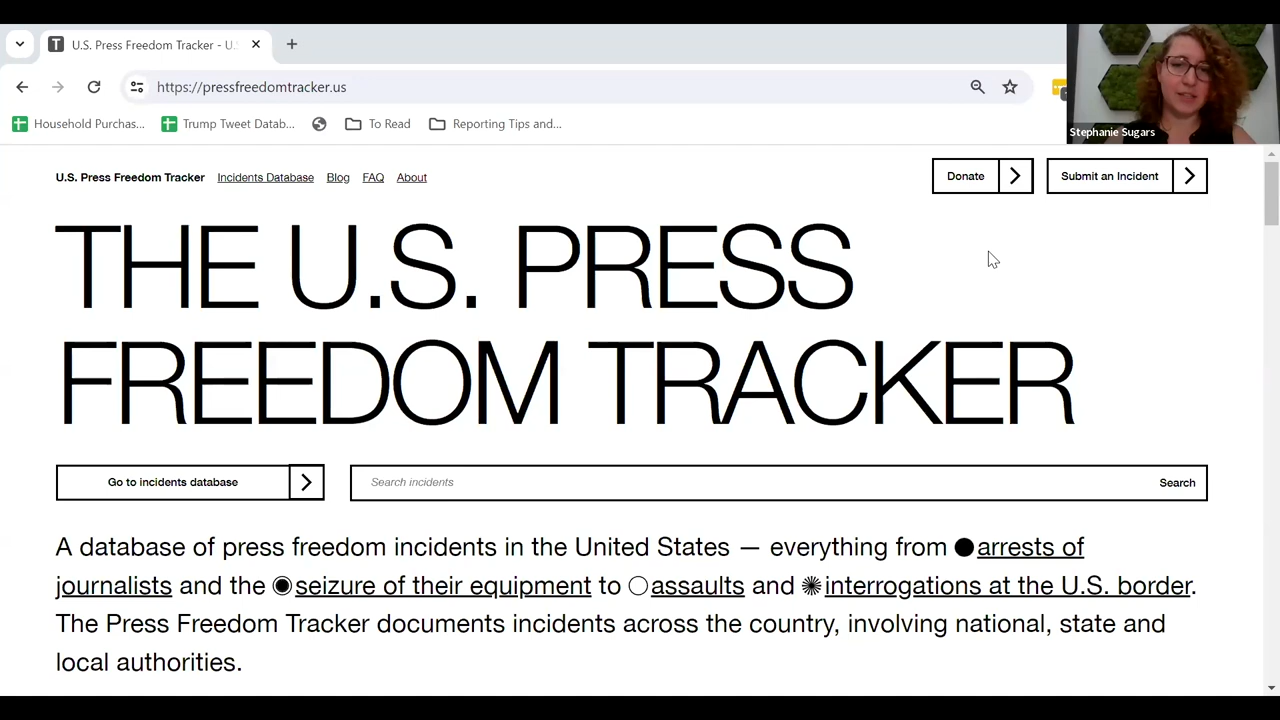 U.S. Press Freedom Tracker - U.S
https://pressfreedomtracker.us
Household Purchas...
Trump Tweet Datab...
To Read
Reporting Tips and...
Stephanie Sugars
U.S. Press Freedom Tracker Incidents Database Blog FAQ About
Donate
Submit an Incident
THE U.S. PRESS
FREEDOM TRACKER
Go to incidents database
Search incidents
Search
A database of press freedom incidents in the United States — everything from arrests of
journalists and the seizure of their equipment to assaults and interrogations at the U.S. border.
The Press Freedom Tracker documents incidents across the country, involving national, state and
local authorities.